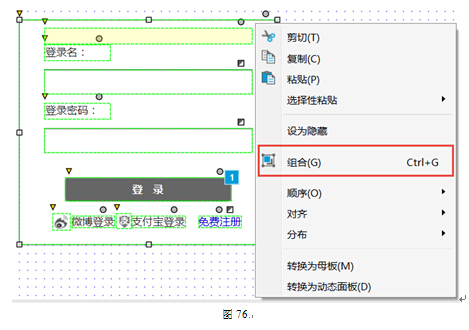 登录名：
登录密码：
登 录
1
微博登录 支付宝登录 免费注册
剪切(T)
复制(C)
粘贴(P)
选择性粘贴
设为隐藏
组合(G) Ctrl+G
顺序(O)
对齐
分布
转换为母板(M)
转换为动态面板(D)
图 76.